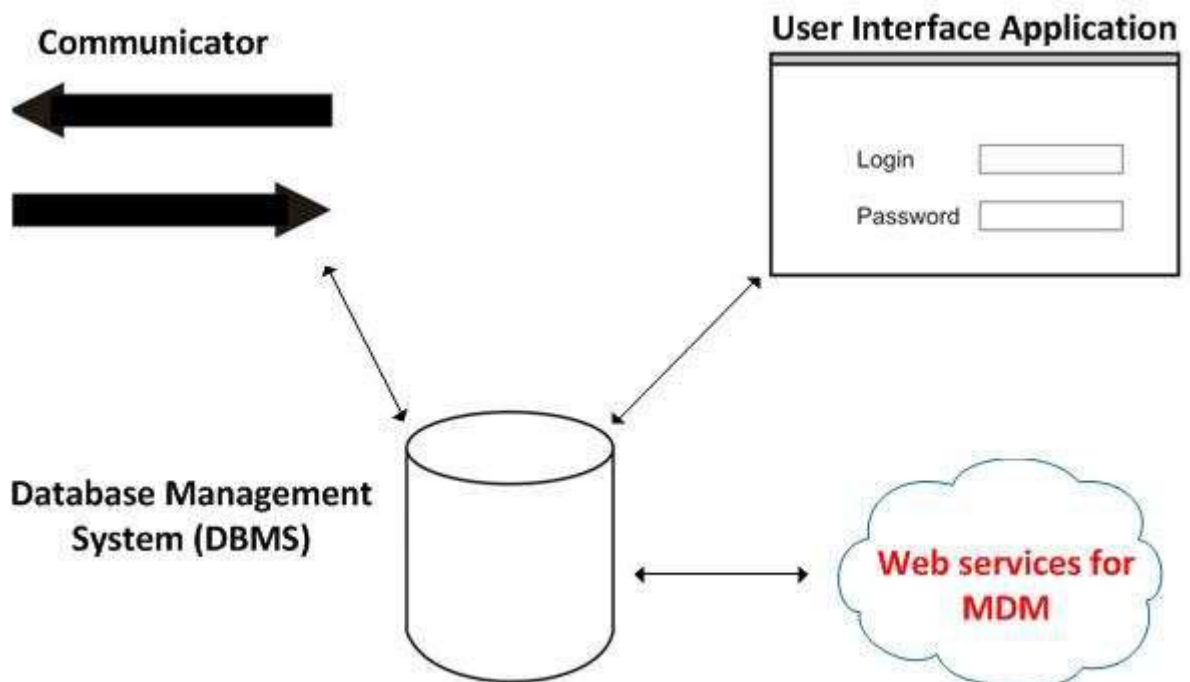 Communicator
User Interface Application
Login
Password
Database Management
System (DBMS)
Web services for
MDM